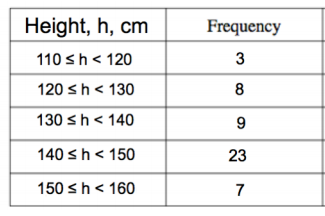 Height, h, cm Frequency
110 ≤ h < 120 3
120 ≤ h < 130 8
130 ≤ h < 140 9
140 ≤ h < 150 23
150 ≤ h < 160 7